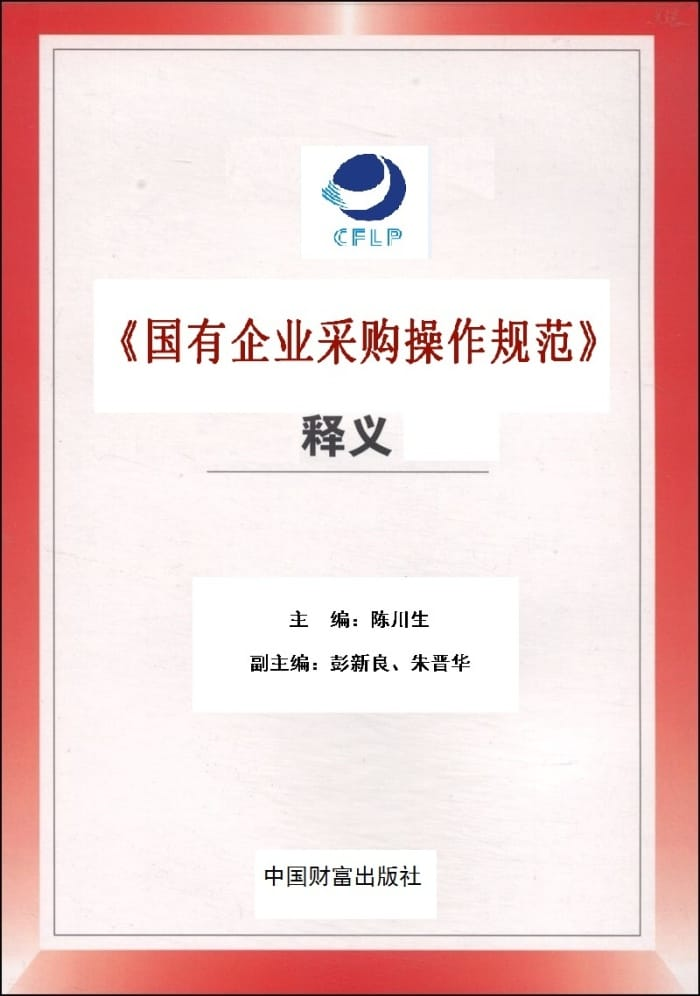 CFLP
《国有企业采购操作规范》
释义
主 编：陈川生
副主编：彭新良、朱晋华
中国财富出版社